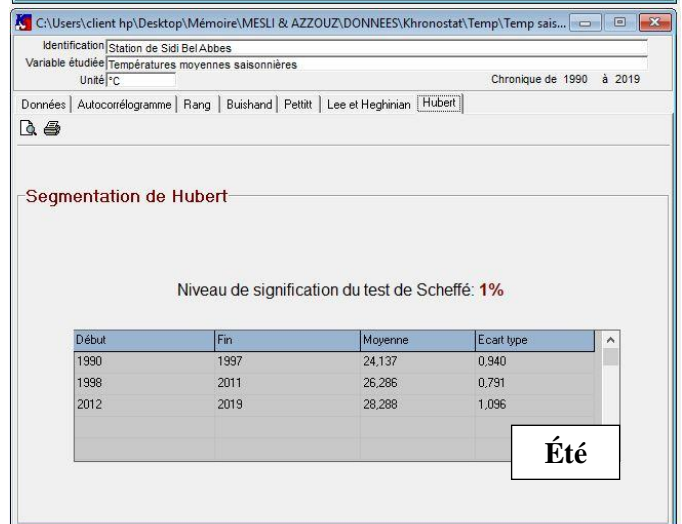 C:\Users\client hp\Desktop\Mémoire\MESLI & AZZOUZ\DONNEES\Khronostat\Temp\Temp sais...
Identification Station de Sidi Bel Abbes
Variable étudiée Températures moyennes saisonnières
Unité °C Chronique de 1990 à 2019
Données Autocorrélogramme Rang Buishand Pettitt Lee et Heghinian Hubert
Segmentation de Hubert
Niveau de signification du test de Scheffé: 1%
Début Fin Moyenne Ecart type
1990 1997 24,137 0,940
1998 2011 26,286 0,791
2012 2019 28,288 1,096
Été